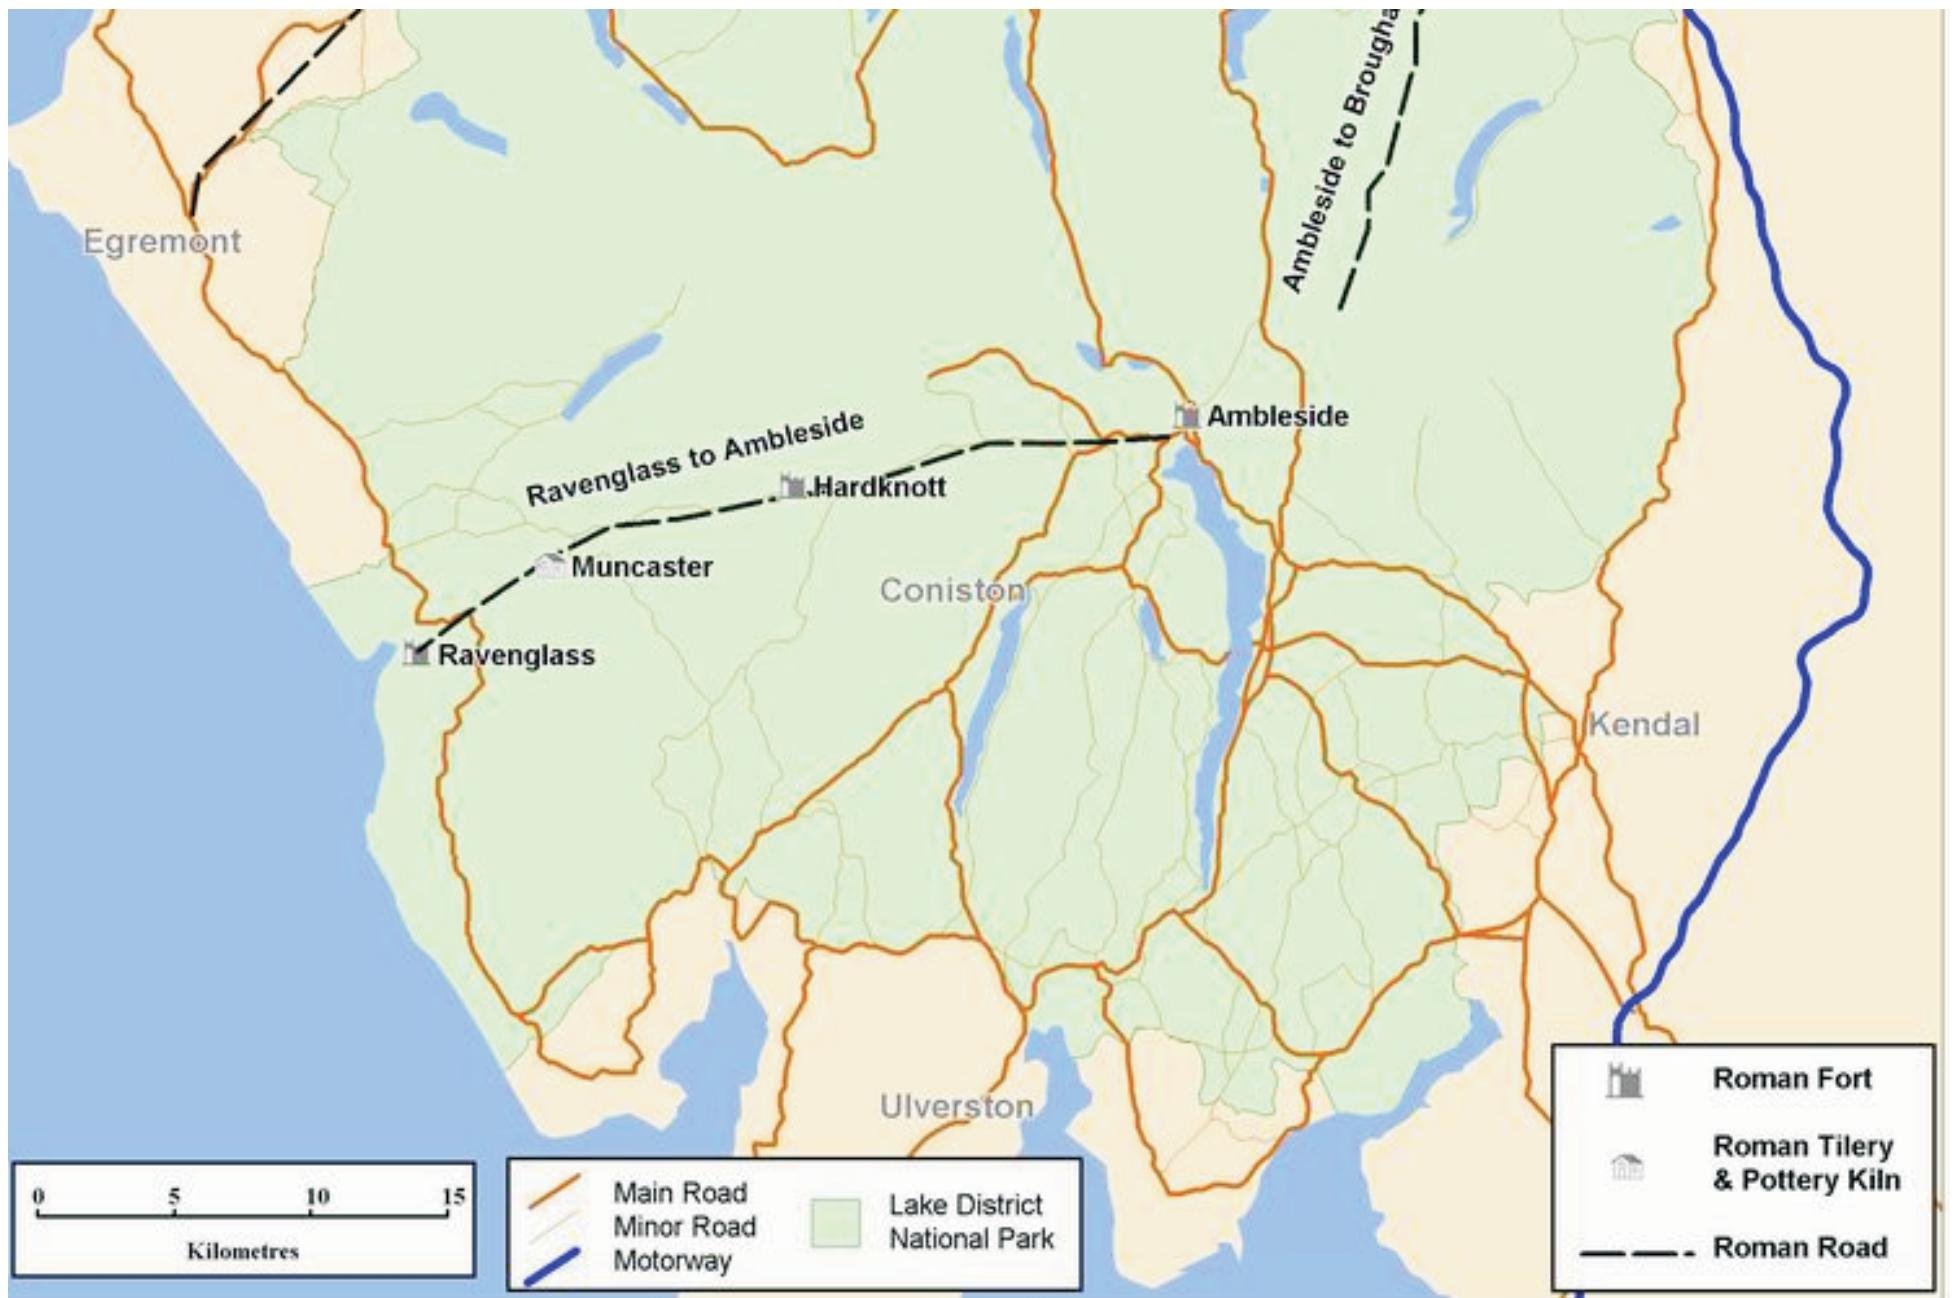 Ambleside to Brougha
Egremont
Ravenglass to Ambleside
Ambleside
Hardknott
Muncaster
Coniston
Ravenglass
Kendal
Ulverston
0 5 10 15
Kilometres
Main Road
Minor Road
Motorway
Lake District
National Park
Roman Fort
Roman Tilery
& Pottery Kiln
Roman Road